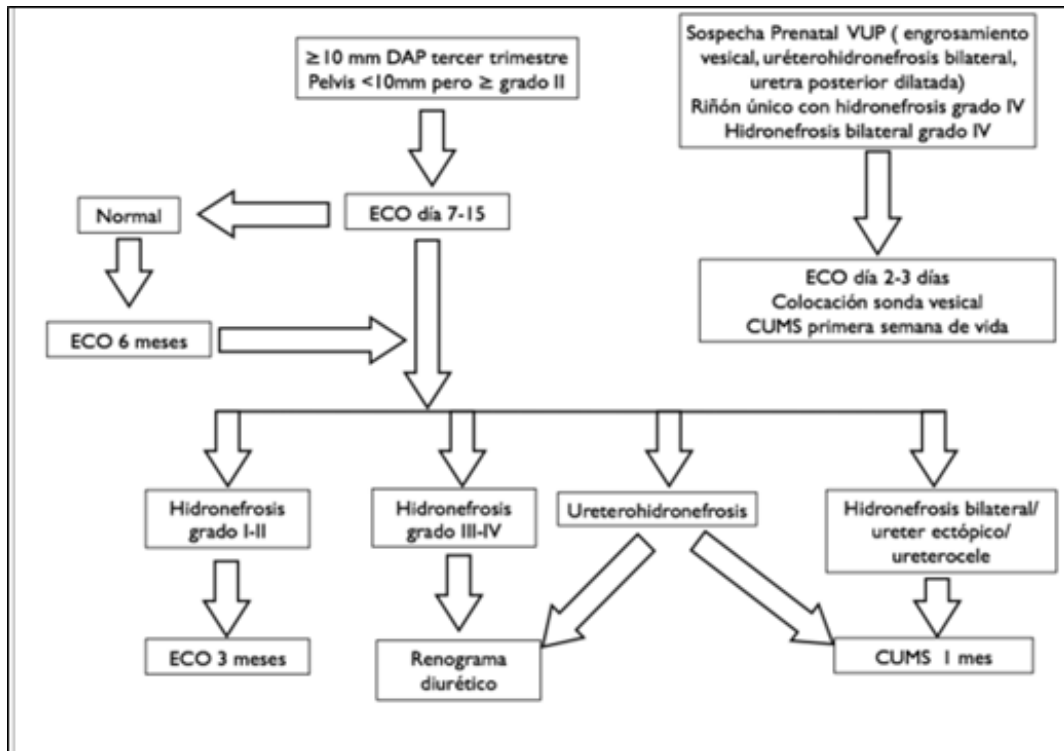 ≥10 mm DAP tercer trimestre
Pelvis <10mm pero ≥ grado II
Sospecha Prenatal VUP ( engrosamiento
vesical, uréterohidronefrosis bilateral,
uretra posterior dilatada)
Riñón único con hidronefrosis grado IV
Hidronefrosis bilateral grado IV
Normal
ECO día 7-15
ECO día 2-3 días
Colocación sonda vesical
CUMS primera semana de vida
ECO 6 meses
Hidronefrosis
grado I-II
Hidronefrosis
grado III-IV
Ureterohidronefrosis
Hidronefrosis bilateral/
ureter ectópico/
ureterocele
ECO 3 meses
Renograma
diurético
CUMS 1 mes